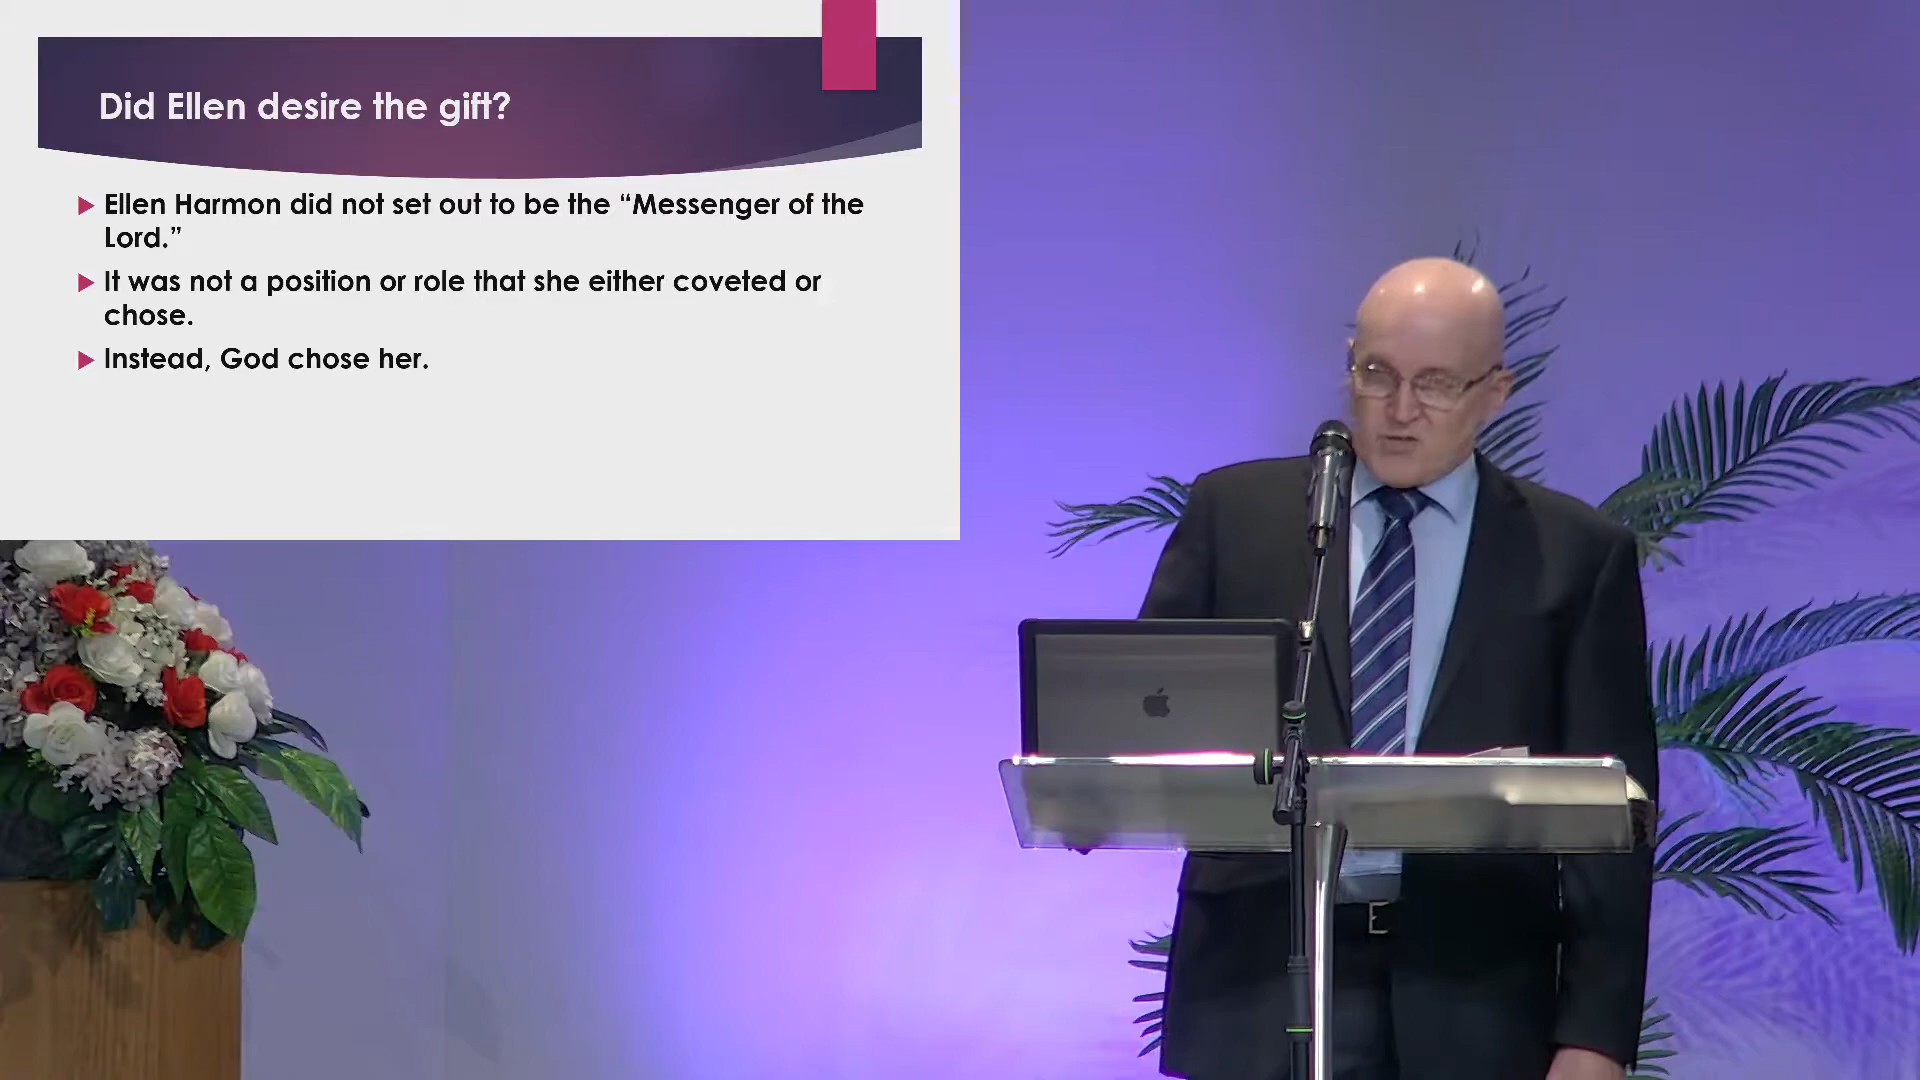 Did Ellen desire the gift?
Ellen Harmon did not set out to be the “Messenger of the
Lord.”
It was not a position or role that she either coveted or
chose.
Instead, God chose her.